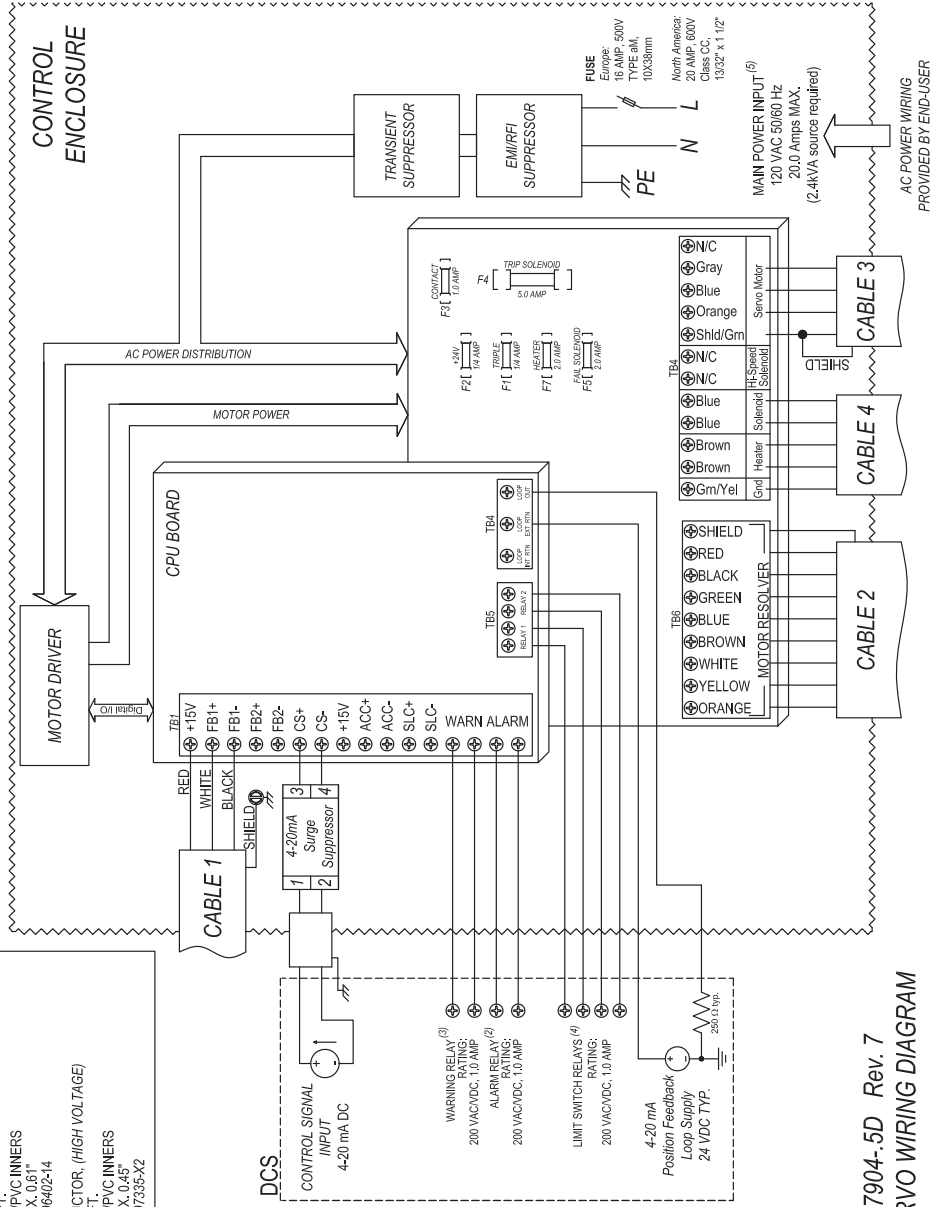 CONTROL
ENCLOSURE
FUSE
Europe:
16 AMP, 500V
TYPE aM,
10X38mm
North America:
20 AMP, 600V
Class CC,
13/32" x 1 1/2"
TRANSIENT
SUPPRESSOR
EMI/RFI
SUPPRESSOR
L
N
PE
MAIN POWER INPUT (5)
120 VAC 50/60 Hz
20.0 Amps MAX.
(2.4kVA source required)
AC POWER WIRING
PROVIDED BY END-USER
AC POWER DISTRIBUTION
MOTOR POWER
MOTOR DRIVER
Digital I/O
CPU BOARD
CONTACT
F3
1.0 AMP
TRIP SOLENOID
F4
5.0 AMP
+24V
F2
1/4 AMP
TRIPLE
F1
1/4 AMP
HEATER
F7
2.0 AMP
FAIL SOLENOID
F5
2.0 AMP
TB1
+15V
FB1+
FB1-
FB2+
FB2-
CS+
CS-
+15V
ACC+
ACC-
SLC+
SLC-
WARN
ALARM
TB5
RELAY 1
RELAY 2
TB4
LOOP
INT RTN
LOOP
EXT RTN
LOOP
OUT
TB4
N/C
Gray
Blue
Orange
Shld/Grn
N/C
N/C
Blue
Blue
Brown
Brown
Grn/Yel
Servo Motor
Hi-Speed
Solenoid
Solenoid
Heater
Gnd
TB6
SHIELD
RED
BLACK
GREEN
BLUE
BROWN
WHITE
YELLOW
ORANGE
MOTOR RESOLVER
CABLE 3
SHIELD
CABLE 4
CABLE 2
CABLE 1
RED
WHITE
BLACK
SHIELD
4-20mA
Surge
Suppressor
1
2
3
4
DCS
CONTROL SIGNAL
INPUT
4-20 mA DC
+
-
WARNING RELAY (3)
RATING:
200 VAC/VDC, 1.0 AMP
ALARM RELAY (2)
RATING:
200 VAC/VDC, 1.0 AMP
LIMIT SWITCH RELAYS (4)
RATING:
200 VAC/VDC, 1.0 AMP
4-20 mA
Position Feedback
Loop Supply
24 VDC TYP.
+
-
250 Ω typ.
/PVC INNERS
X. 0.61"
06402-14
CTOR, (HIGH VOLTAGE)
FT.
/PVC INNERS
X. 0.45"
07335-X2
7904-.5D Rev. 7
RVO WIRING DIAGRAM